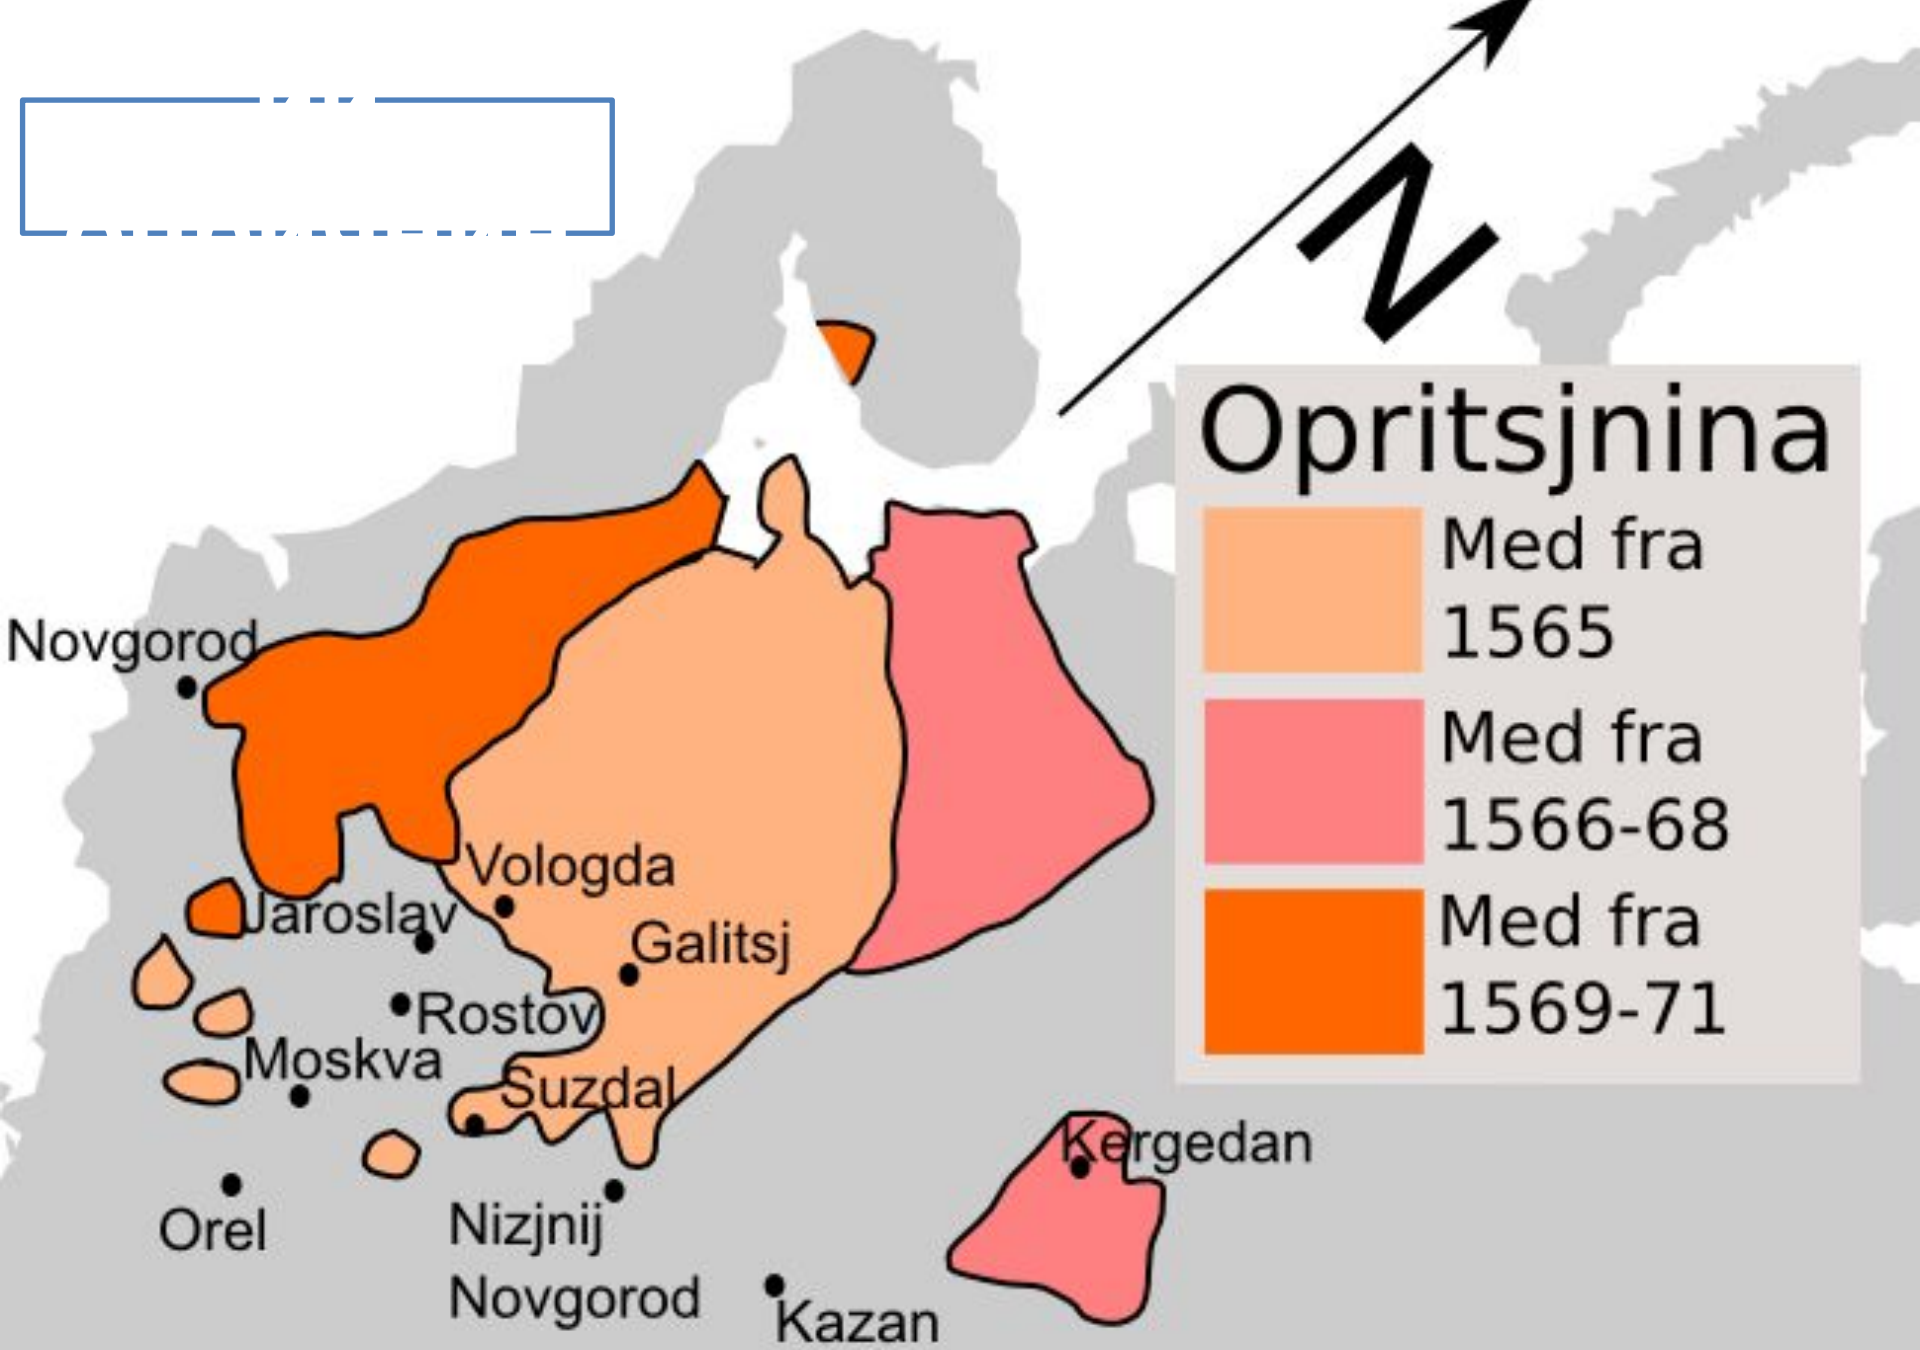 N
Opritsjnina
Med fra
1565
Med fra
1566-68
Med fra
1569-71
Novgorod
Vologda
Jaroslav
Galitsj
Rostov
Moskva
Suzdal
Kergedan
Orel
Nizjnij
Novgorod
Kazan